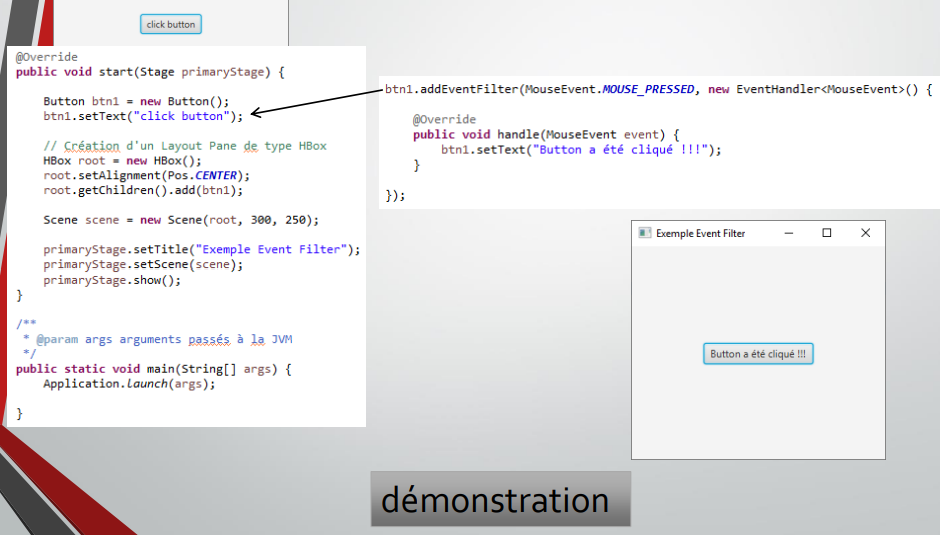 click button
@Override
public void start(Stage primaryStage) {
Button btn1 = new Button();
btn1.setText("click button");
// Création d'un Layout Pane de type HBox
HBox root = new HBox();
root.setAlignment(Pos.CENTER);
root.getChildren().add(btn1);
Scene scene = new Scene(root, 300, 250);
primaryStage.setTitle("Exemple Event Filter");
primaryStage.setScene(scene);
primaryStage.show();
}
/**
* @param args arguments passés à la JVM
*/
public static void main(String[] args) {
Application.launch(args);
}
btn1.addEventFilter(MouseEvent.MOUSE_PRESSED, new EventHandler<MouseEvent>() {
@Override
public void handle(MouseEvent event) {
btn1.setText("Button a été cliqué !!!");
}
});
Exemple Event Filter
Button a été cliqué !!!
démonstration